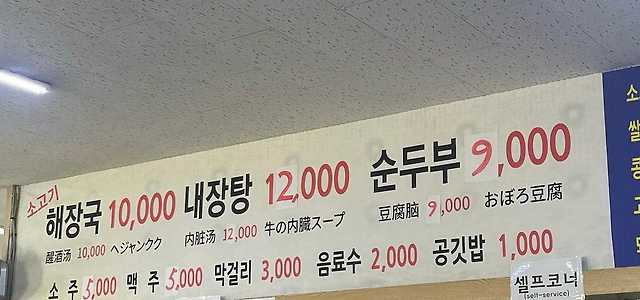 소고기
해장국 10,000 내장탕 12,000 순두부 9,000
醒酒汤 10,000 ヘジャンクク 内脏汤 12,000 牛の内臓スープ 豆腐脑 9,000 おぼろ豆腐
소주 5,000 맥주 5,000 막걸리 3,000 음료수 2,000 공깃밥 1,000
셀프코너
(self-service)